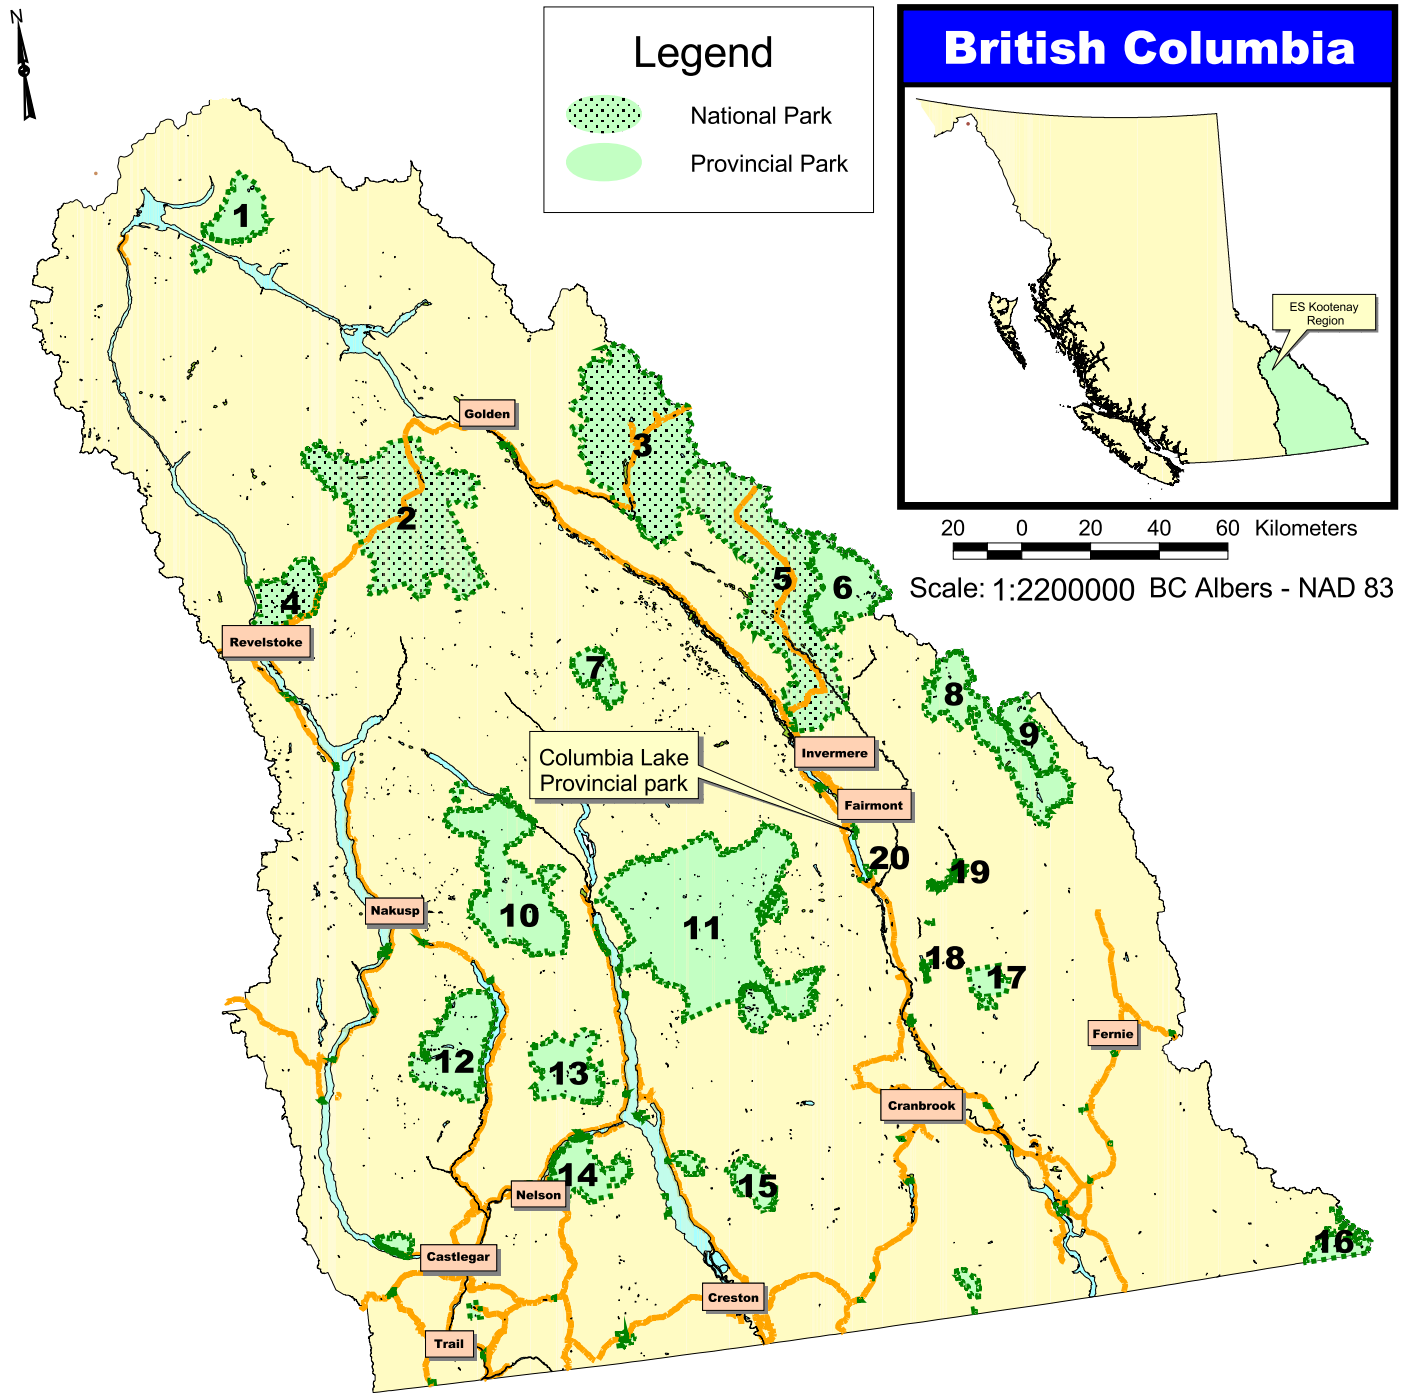 N
Legend
National Park
Provincial Park
British Columbia
ES Kootenay
Region
20 0 20 40 60 Kilometers
Scale: 1:2200000 BC Albers - NAD 83
1
Golden
3
2
5
6
4
Revelstoke
7
8
9
Invermere
Columbia Lake
Provincial park
Fairmont
20
19
10
11
Nakusp
18
17
12
13
Fernie
Cranbrook
14
15
Nelson
16
Castlegar
Creston
Trail